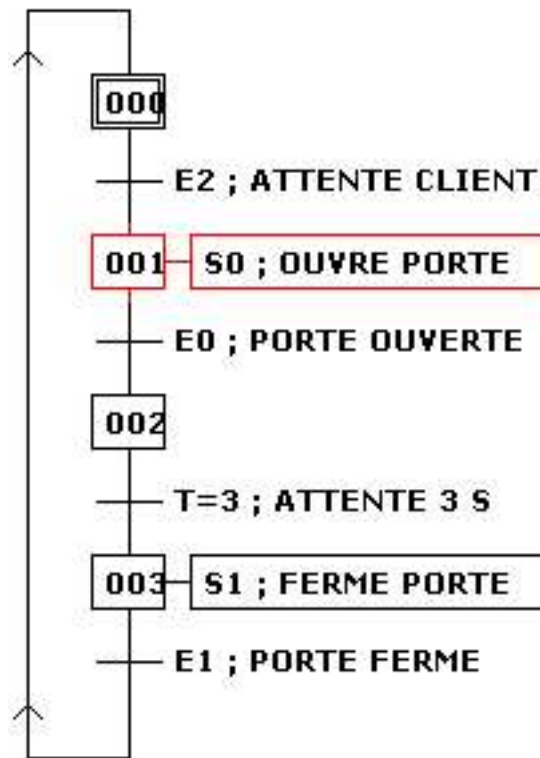 000
E2 ; ATTENTE CLIENT
001 S0 ; OUVRE PORTE
E0 ; PORTE OUVERTE
002
T=3 ; ATTENTE 3 S
003 S1 ; FERME PORTE
E1 ; PORTE FERME